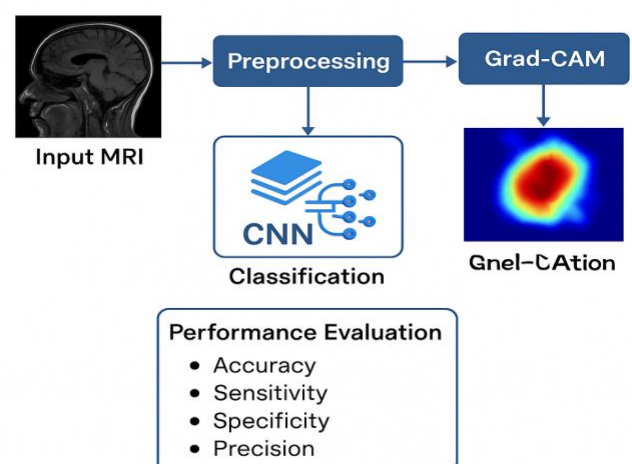 Preprocessing
Grad-CAM
Input MRI
CNN
Classification
Gnel-CAtion
Performance Evaluation
• Accuracy
• Sensitivity
• Specificity
• Precision